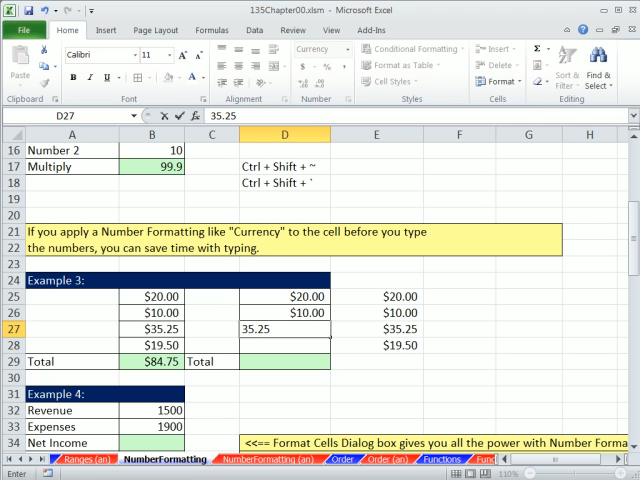 135Chapter00.xlsm - Microsoft Excel
File Home Insert Page Layout Formulas Data Review View Add-Ins
Calibri 11 Currency Conditional Formatting Insert
Paste B I U $ % , Format as Table Delete Sort & Find &
Cell Styles Format Filter Select
Clipboard Font Alignment Number Styles Cells Editing
D27 fx 35.25
A B C D E F G H
16 Number 2 10
17 Multiply 99.9 Ctrl + Shift + ~
18 Ctrl + Shift + `
19
20
21 If you apply a Number Formatting like "Currency" to the cell before you type
22 the numbers, you can save time with typing.
23
24 Example 3:
25 $20.00 $20.00 $20.00
26 $10.00 $10.00 $10.00
27 $35.25 35.25 $35.25
28 $19.50 $19.50
29 Total $84.75 Total
30
31 Example 4:
32 Revenue 1500
33 Expenses 1900
34 Net Income <<== Format Cells Dialog box gives you all the power with Number Forma
Ranges (an) NumberFormatting NumberFormatting (an) Order Order (an) Functions Func
Enter 110%